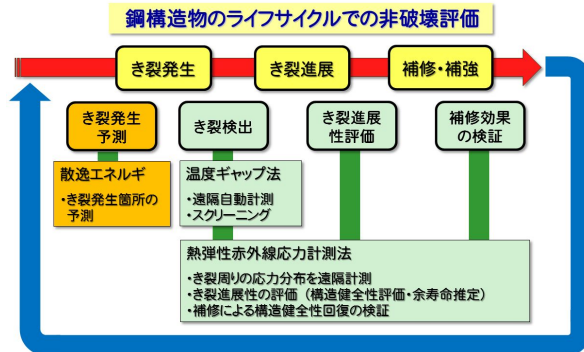 鋼構造物のライフサイクルでの非破壊評価
き裂発生
き裂進展
補修・補強
き裂発生
予測
き裂検出
き裂進展
性評価
補修効果
の検証
散逸エネルギ
・き裂発生箇所の
予測
温度ギャップ法
・遠隔自動計測
・スクリーニング
熱弾性赤外線応力計測法
・き裂周りの応力分布を遠隔計測
・き裂進展性の評価（構造健全性評価・余寿命推定）
・補修による構造健全性回復の検証